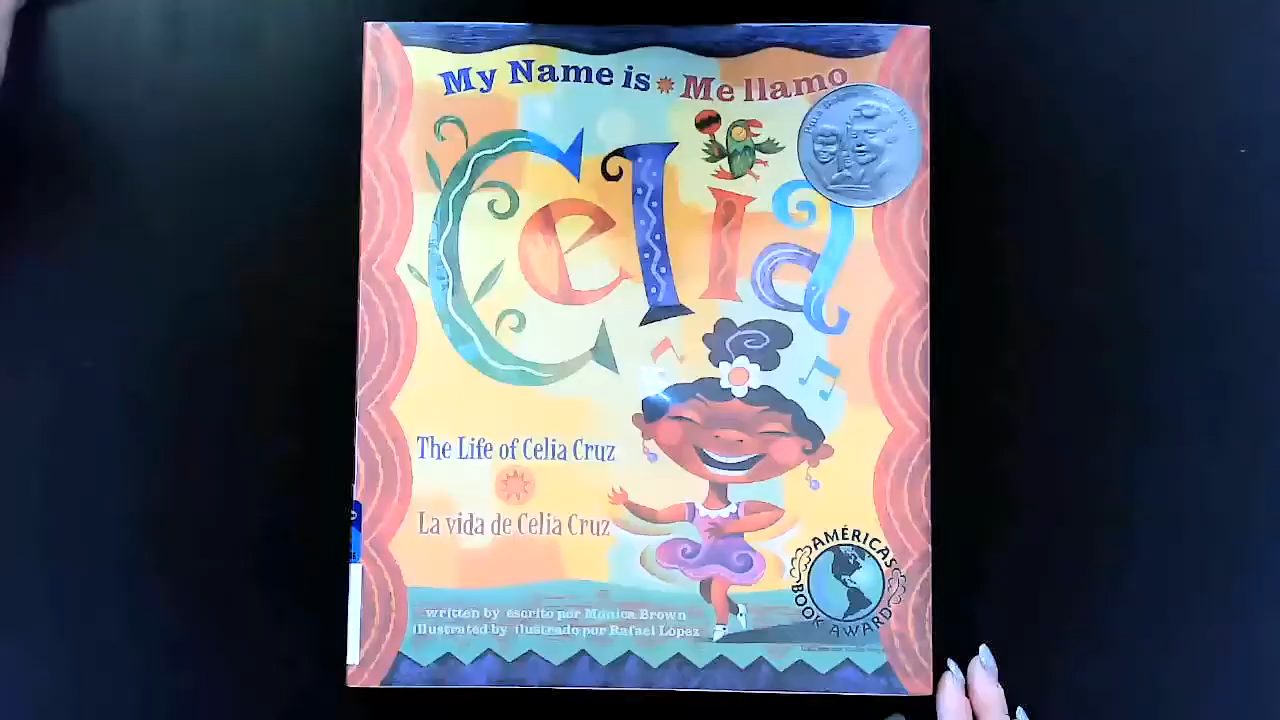 My Name is Me llamo
Celia
The Life of Celia Cruz
La vida de Celia Cruz
written by escrito por Monica Brown
illustrated by ilustrado por Rafael López
AMÉRICAS
BOOK AWARD